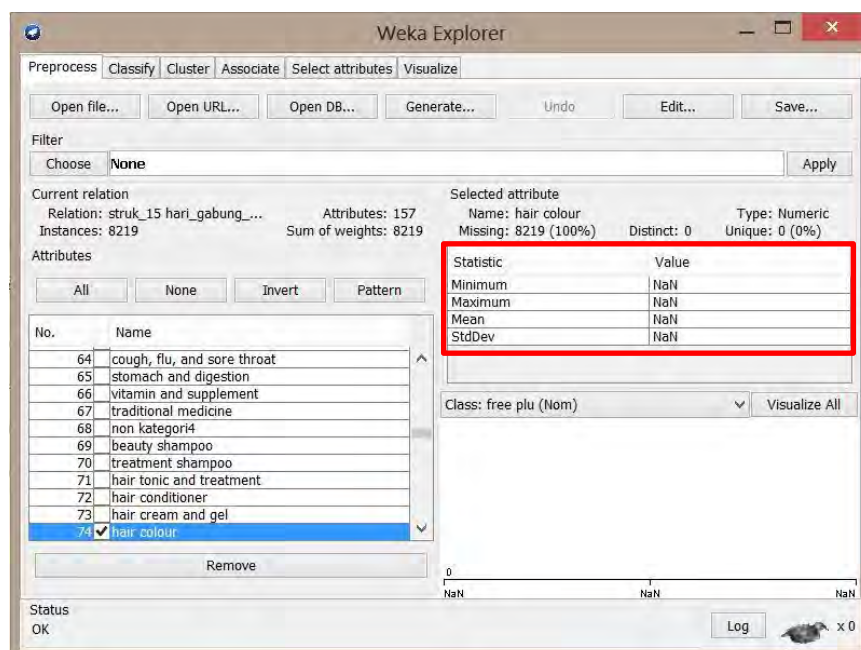 Weka Explorer
Preprocess Classify Cluster Associate Select attributes Visualize
Open file... Open URL... Open DB... Generate... Undo Edit... Save...
Filter
Choose None Apply
Current relation
Relation: struk_15 hari_gabung_... Attributes: 157
Instances: 8219 Sum of weights: 8219
Selected attribute
Name: hair colour Type: Numeric
Missing: 8219 (100%) Distinct: 0 Unique: 0 (0%)
Attributes
All None Invert Pattern
No. Name
64 cough, flu, and sore throat
65 stomach and digestion
66 vitamin and supplement
67 traditional medicine
68 non kategori4
69 beauty shampoo
70 treatment shampoo
71 hair tonic and treatment
72 hair conditioner
73 hair cream and gel
74 hair colour
Remove
Statistic Value
Minimum NaN
Maximum NaN
Mean NaN
StdDev NaN
Class: free plu (Nom) Visualize All
0
NaN NaN NaN
Status
OK
Log x 0